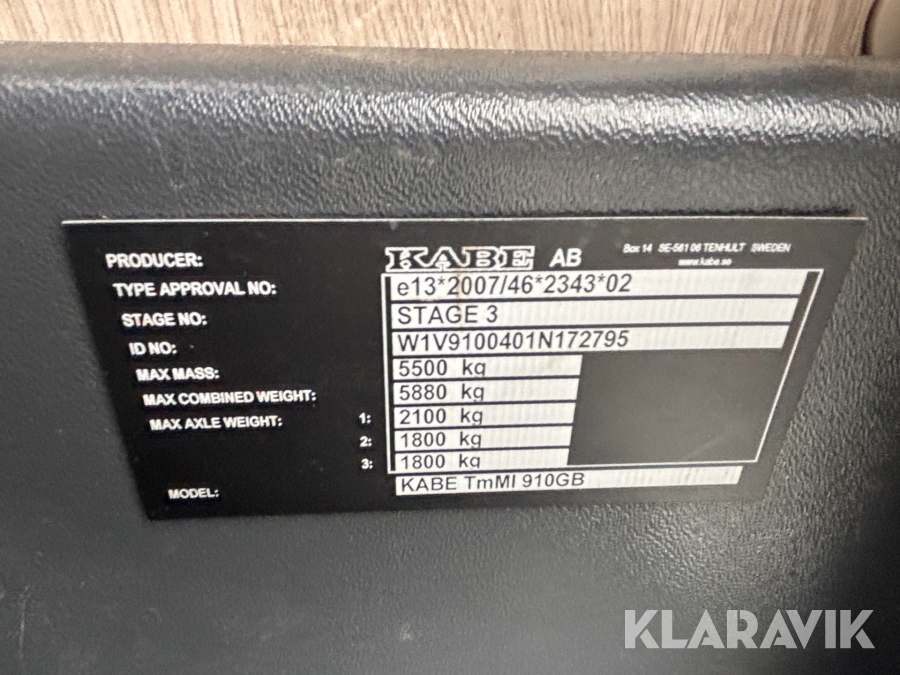 PRODUCER: KABE AB Box 14 SE-561 06 TENHULT SWEDEN
www.kabe.se
TYPE APPROVAL NO: e13*2007/46*2343*02
STAGE NO: STAGE 3
ID NO: W1V9100401N172795
MAX MASS: 5500 kg
MAX COMBINED WEIGHT: 5880 kg
MAX AXLE WEIGHT: 1: 2100 kg
2: 1800 kg
3: 1800 kg
MODEL: KABE TmMI 910GB
KLARAVIK